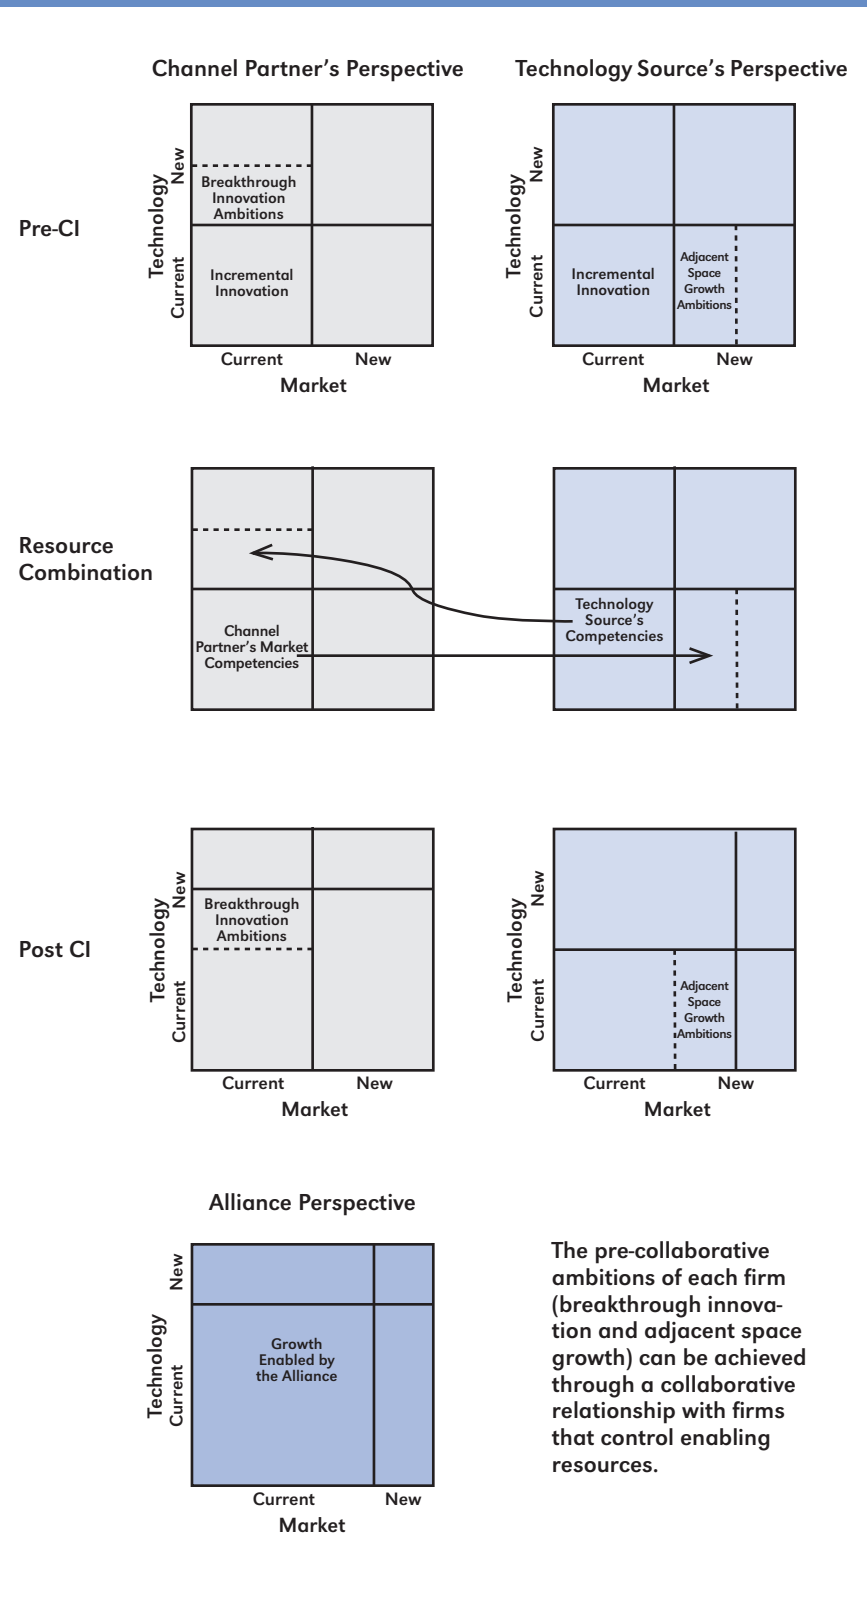 Channel Partner's Perspective
Technology Source's Perspective
Pre-CI
Technology
New
Current
Breakthrough
Innovation
Ambitions
Incremental
Innovation
Current
New
Market
Technology
New
Current
Incremental
Innovation
Adjacent
Space
Growth
Ambitions
Current
New
Market
Resource
Combination
Channel
Partner's Market
Competencies
Technology
Source's
Competencies
Post CI
Technology
New
Current
Breakthrough
Innovation
Ambitions
Current
New
Market
Technology
New
Current
Adjacent
Space
Growth
Ambitions
Current
New
Market
Alliance Perspective
Technology
New
Current
Growth
Enabled by
the Alliance
Current
New
Market
The pre-collaborative
ambitions of each firm
(breakthrough innova-
tion and adjacent space
growth) can be achieved
through a collaborative
relationship with firms
that control enabling
resources.